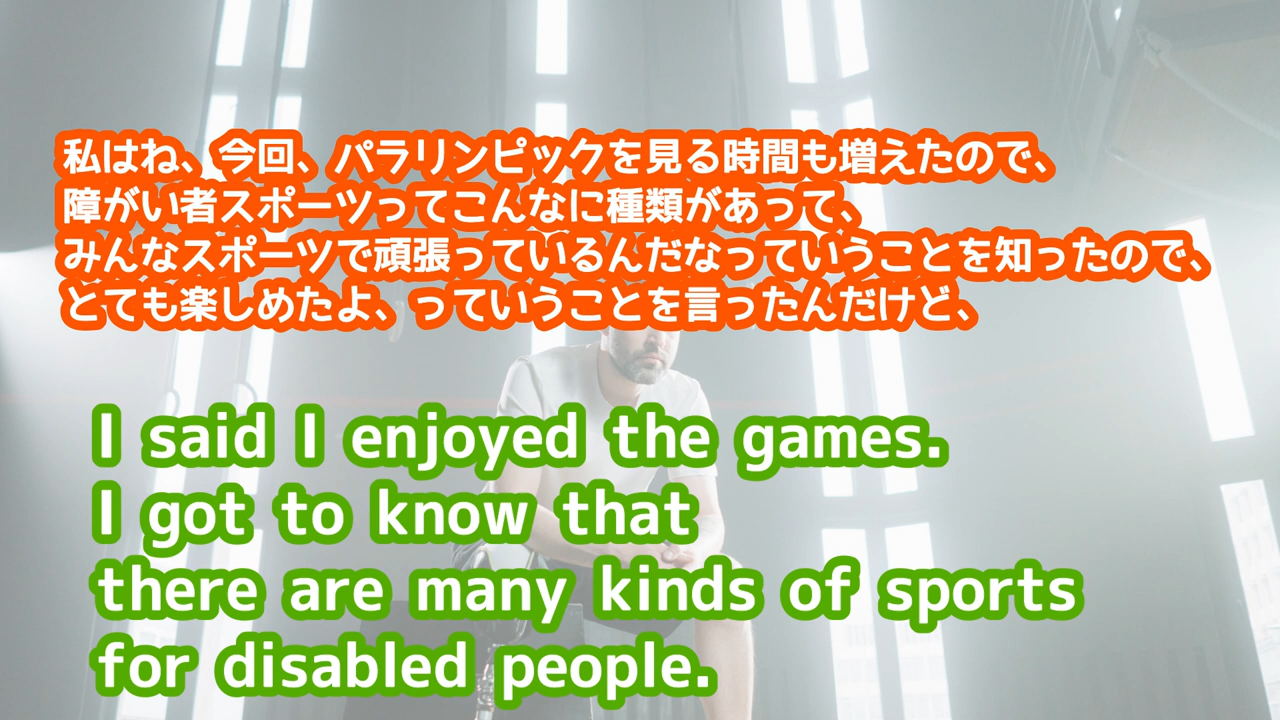 私はね、今回、パラリンピックを見る時間も増えたので、
障がい者スポーツってこんなに種類があって、
みんなスポーツで頑張っているんだなっていうことを知ったので、
とても楽しめたよ、っていうことを言ったんだけど、
I said I enjoyed the games.
I got to know that
there are many kinds of sports
for disabled people.